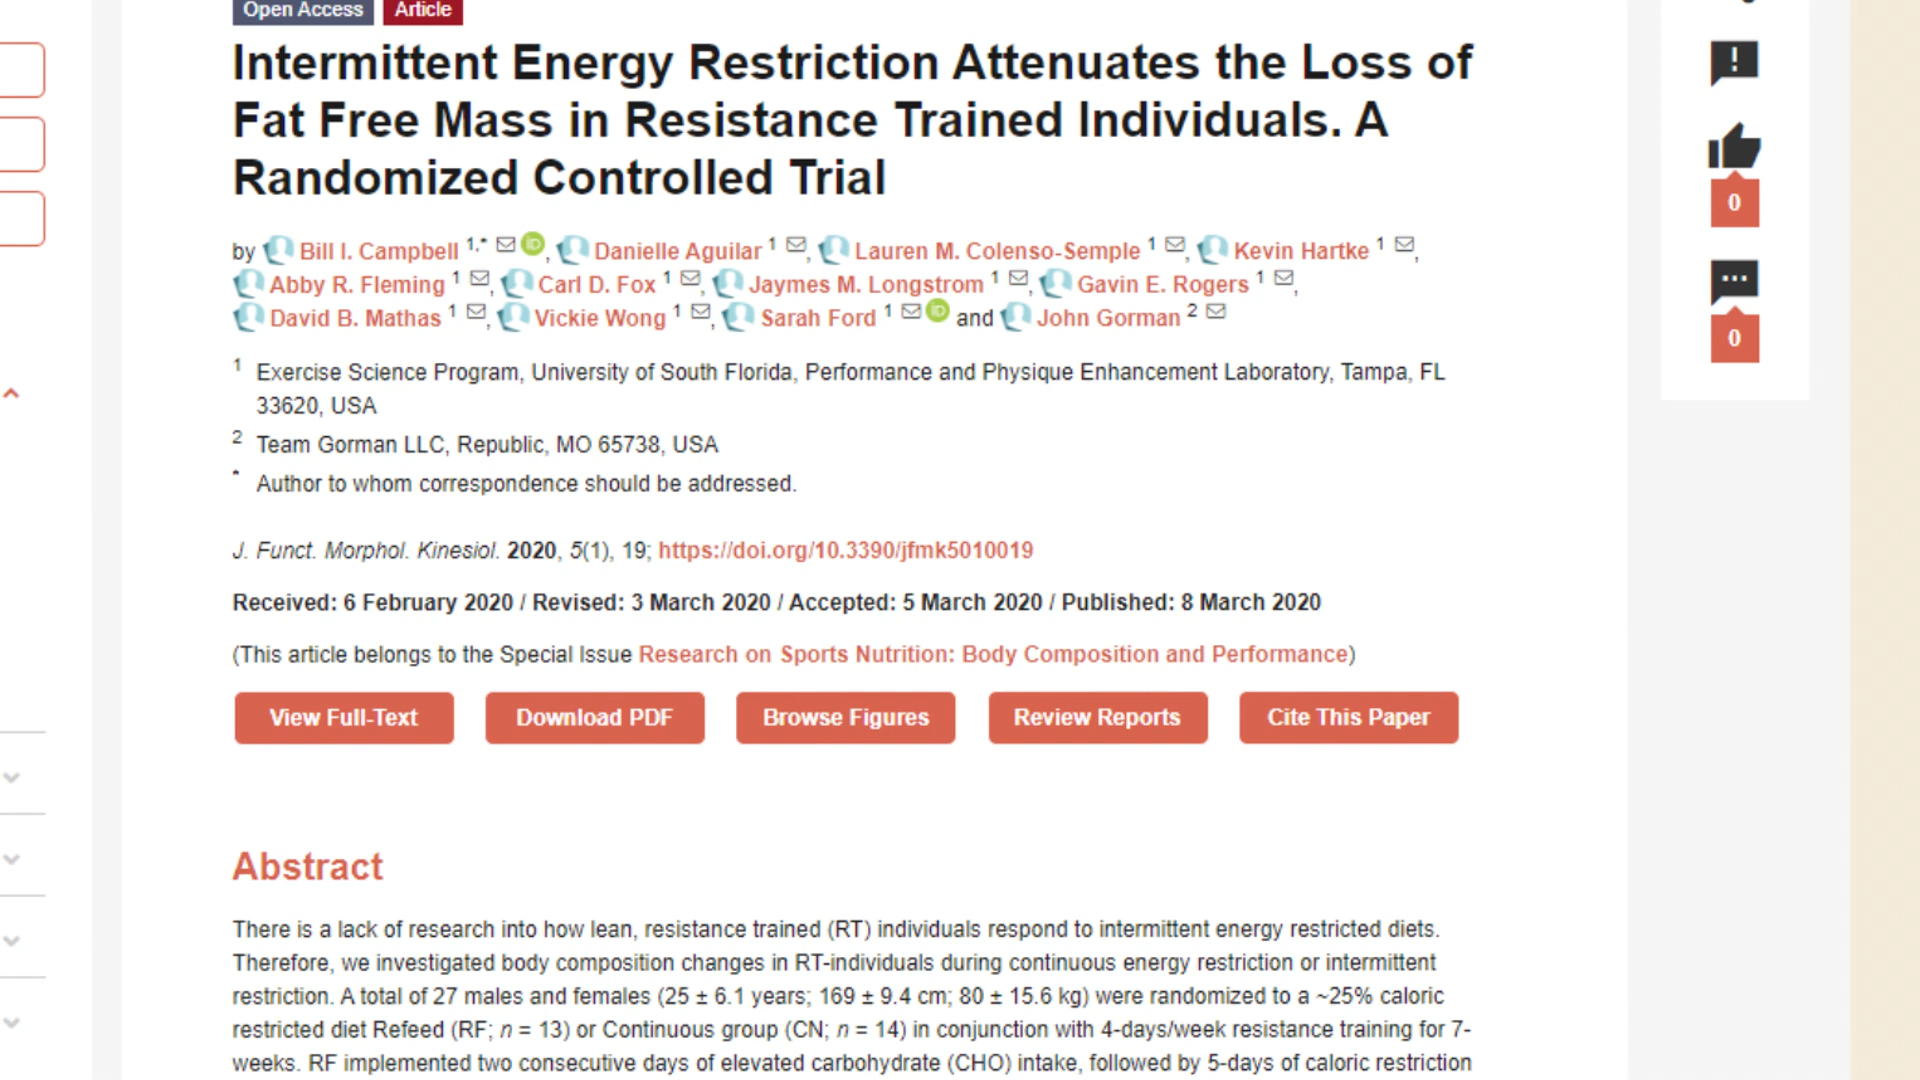 Open Access Article
Intermittent Energy Restriction Attenuates the Loss of
Fat Free Mass in Resistance Trained Individuals. A
Randomized Controlled Trial
by Bill I. Campbell 1,* iD, Danielle Aguilar 1, Lauren M. Colenso-Semple 1, Kevin Hartke 1,
Abby R. Fleming 1, Carl D. Fox 1, Jaymes M. Longstrom 1, Gavin E. Rogers 1,
David B. Mathas 1, Vickie Wong 1, Sarah Ford 1 iD and John Gorman 2
1 Exercise Science Program, University of South Florida, Performance and Physique Enhancement Laboratory, Tampa, FL
33620, USA
2 Team Gorman LLC, Republic, MO 65738, USA
* Author to whom correspondence should be addressed.
J. Funct. Morphol. Kinesiol. 2020, 5(1), 19; https://doi.org/10.3390/jfmk5010019
Received: 6 February 2020 / Revised: 3 March 2020 / Accepted: 5 March 2020 / Published: 8 March 2020
(This article belongs to the Special Issue Research on Sports Nutrition: Body Composition and Performance)
View Full-Text Download PDF Browse Figures Review Reports Cite This Paper
Abstract
There is a lack of research into how lean, resistance trained (RT) individuals respond to intermittent energy restricted diets.
Therefore, we investigated body composition changes in RT-individuals during continuous energy restriction or intermittent
restriction. A total of 27 males and females (25 ± 6.1 years; 169 ± 9.4 cm; 80 ± 15.6 kg) were randomized to a ~25% caloric
restricted diet Refeed (RF; n = 13) or Continuous group (CN; n = 14) in conjunction with 4-days/week resistance training for 7-
weeks. RF implemented two consecutive days of elevated carbohydrate (CHO) intake, followed by 5-days of caloric restriction
0
0